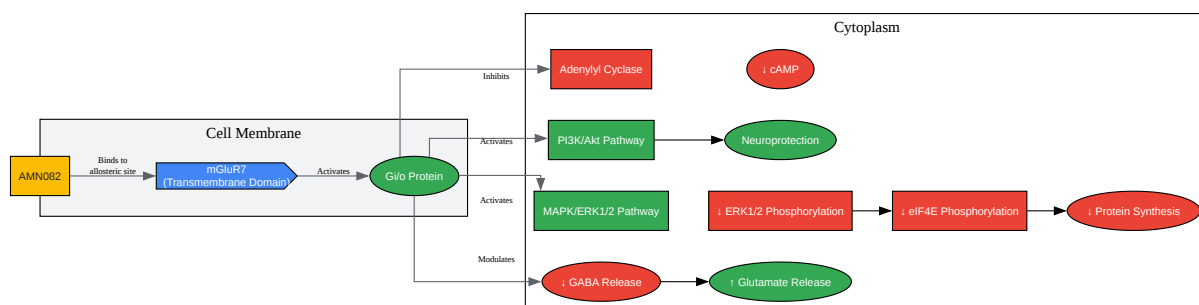 Cytoplasm
Adenylyl Cyclase
↓ cAMP
Inhibits
Cell Membrane
PI3K/Akt Pathway
Neuroprotection
Activates
AMN082
Binds to
allosteric site
mGluR7
(Transmembrane Domain)
Activates
Gi/o Protein
Activates
MAPK/ERK1/2 Pathway
↓ ERK1/2 Phosphorylation
↓ eIF4E Phosphorylation
↓ Protein Synthesis
Modulates
↓ GABA Release
↑ Glutamate Release